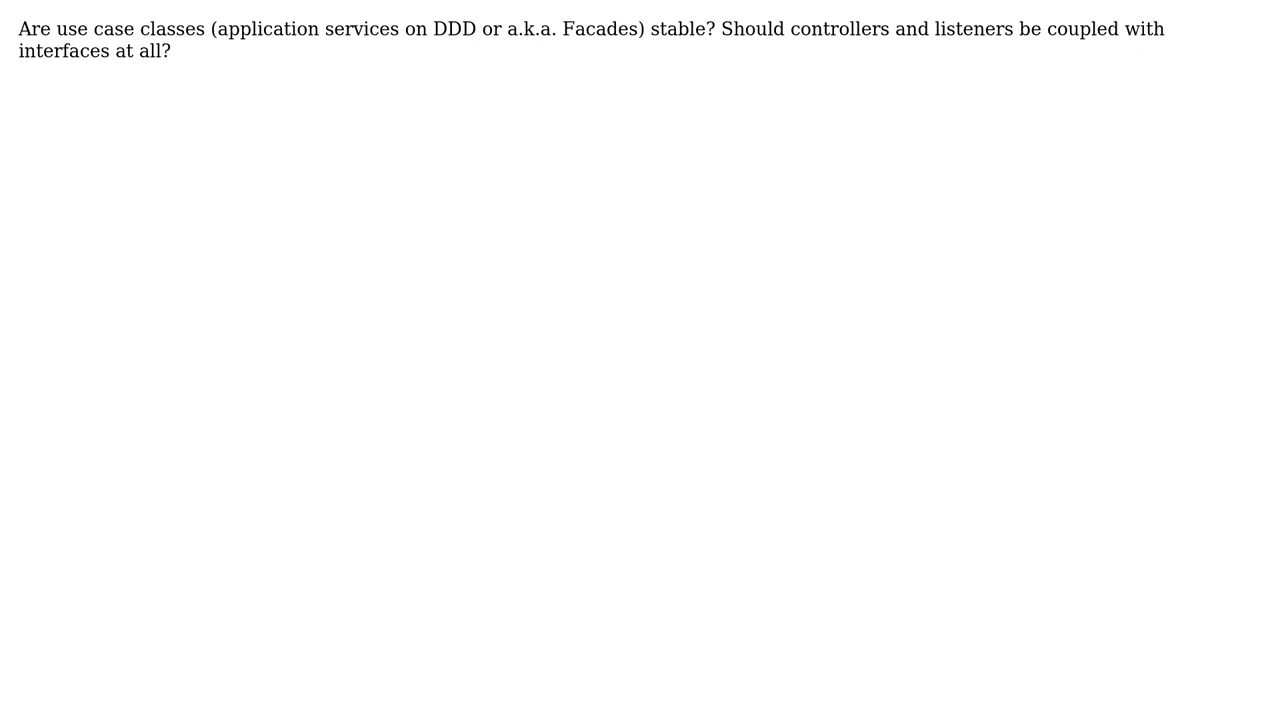 Are use case classes (application services on DDD or a.k.a. Facades) stable? Should controllers and listeners be coupled with
interfaces at all?